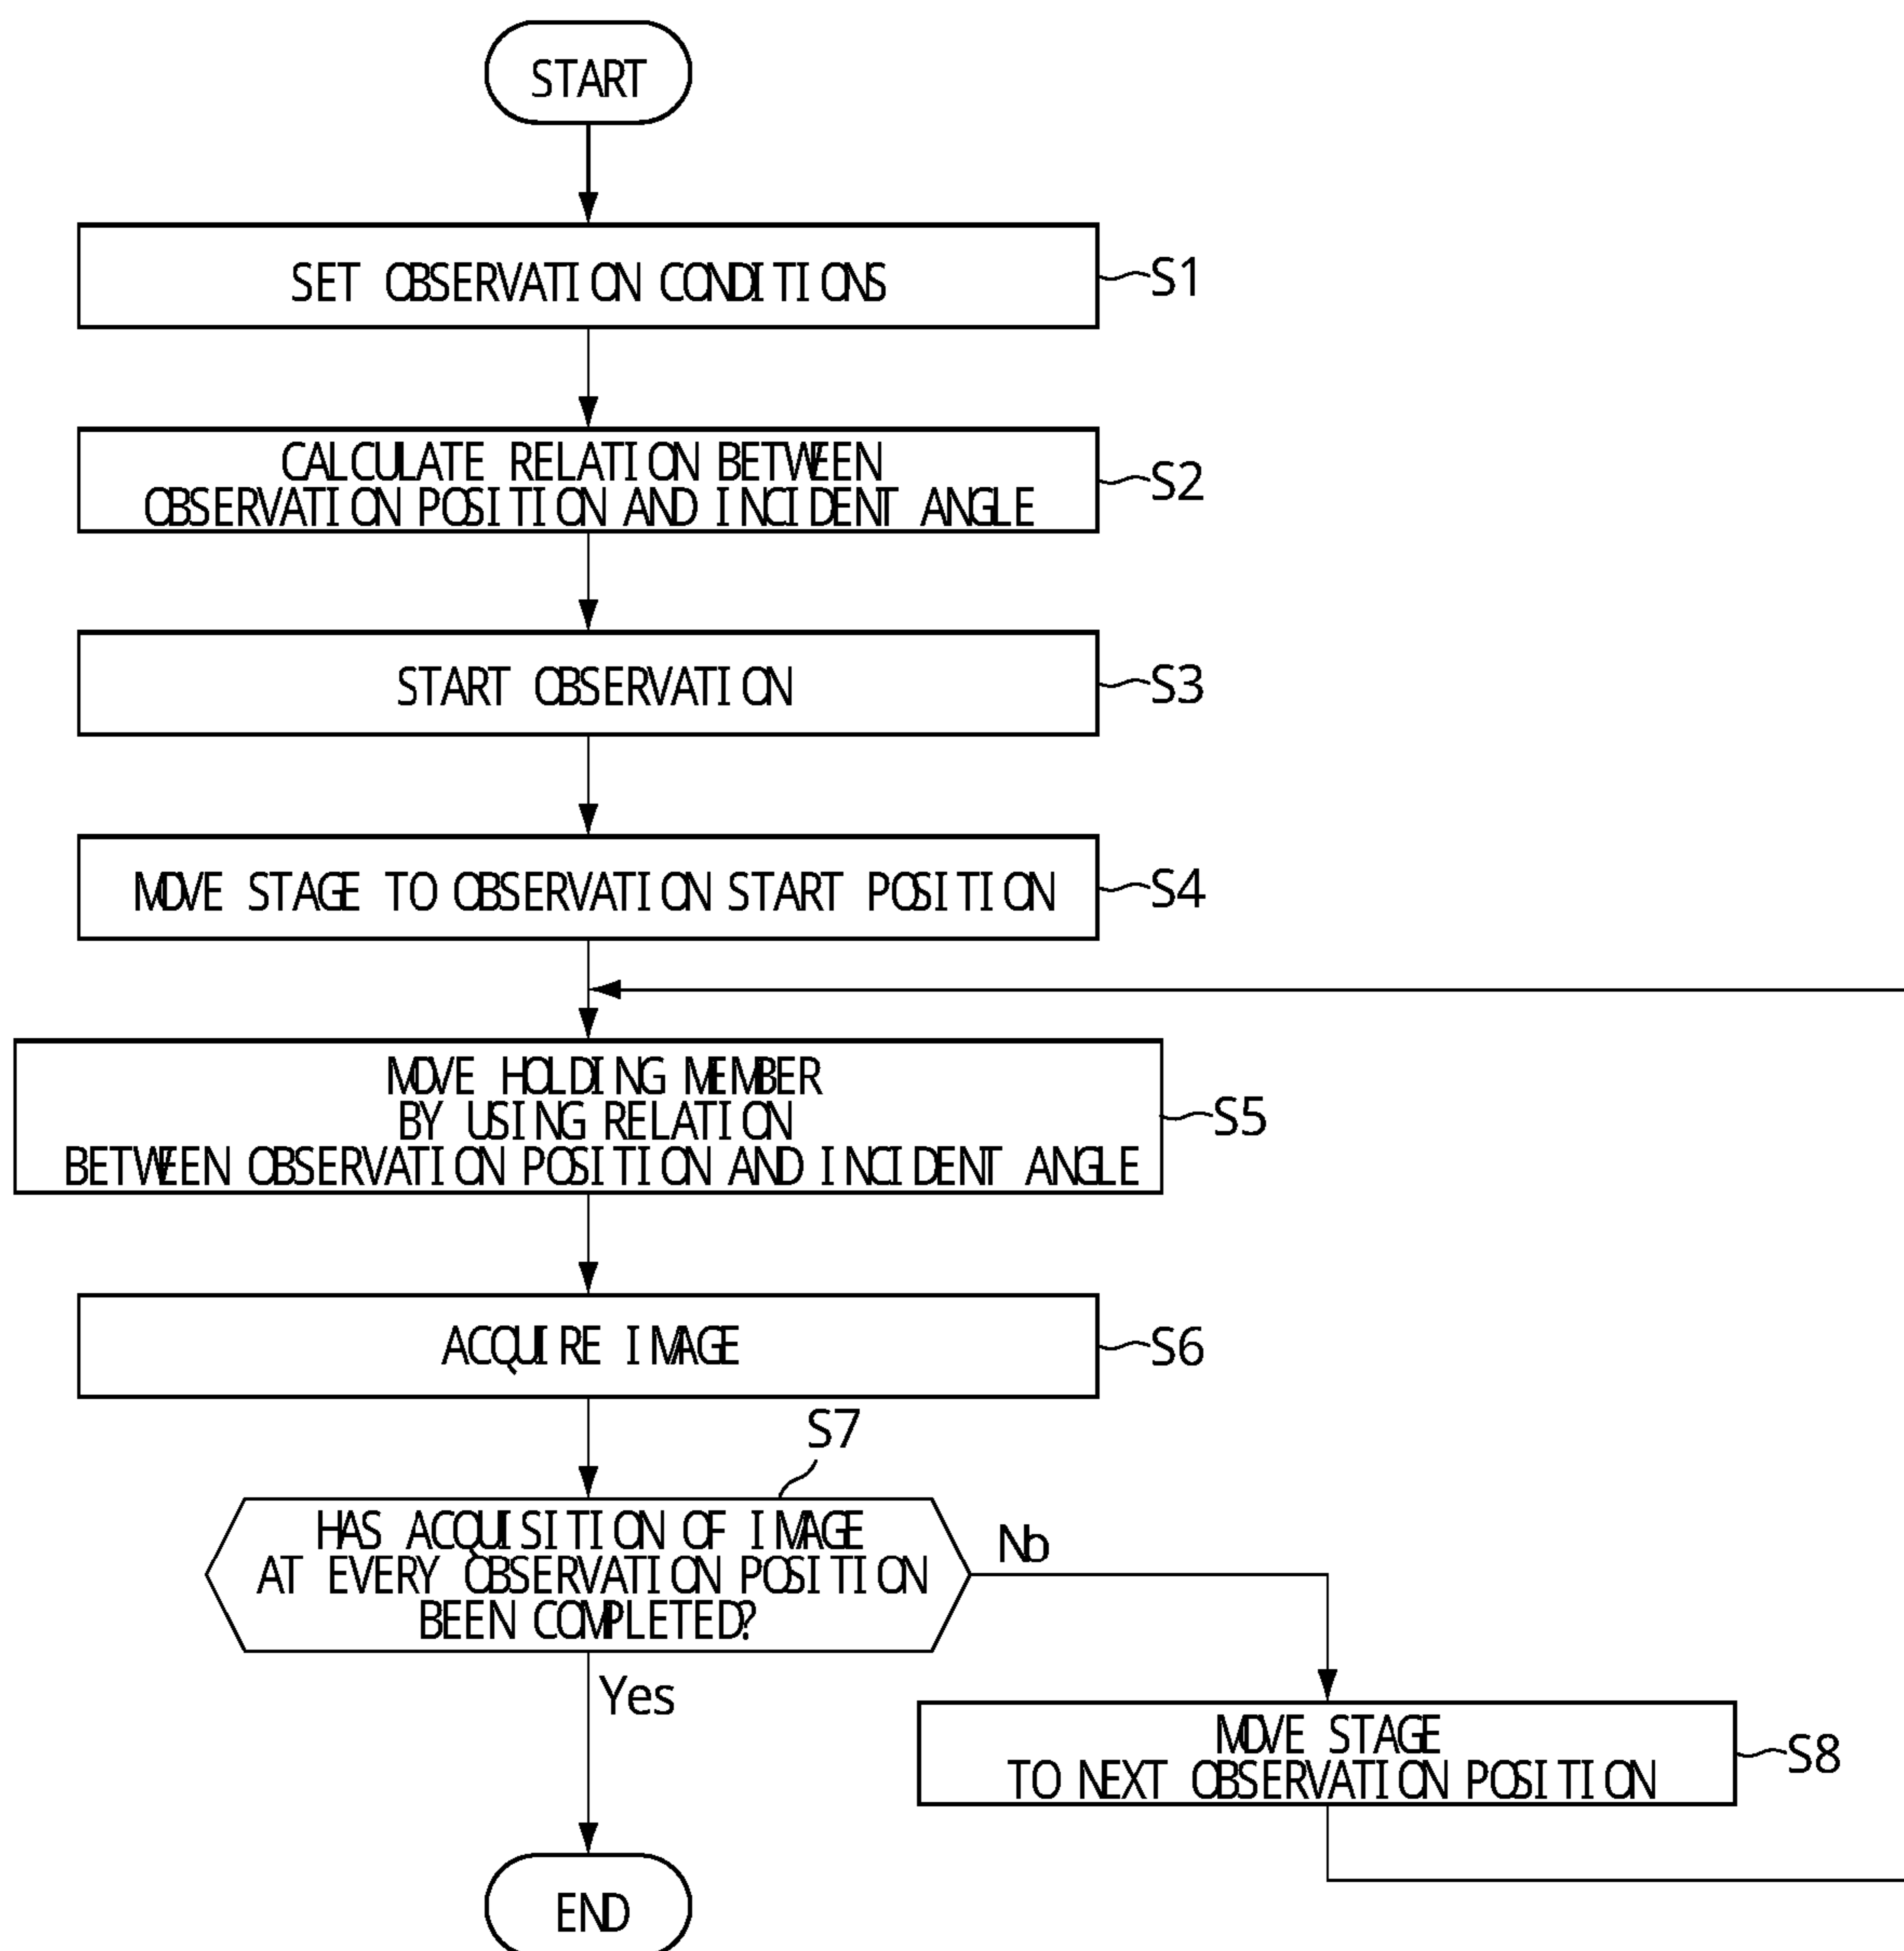 START
SET OBSERVATION CONDITIONS
S1
CALCULATE RELATION BETWEEN
OBSERVATION POSITION AND INCIDENT ANGLE
S2
START OBSERVATION
S3
MOVE STAGE TO OBSERVATION START POSITION
S4
MOVE HOLDING MEMBER
BY USING RELATION
BETWEEN OBSERVATION POSITION AND INCIDENT ANGLE
S5
ACQUIRE IMAGE
S6
S7
HAS ACQUISITION OF IMAGE
AT EVERY OBSERVATION POSITION
BEEN COMPLETED?
No
Yes
MOVE STAGE
TO NEXT OBSERVATION POSITION
S8
END